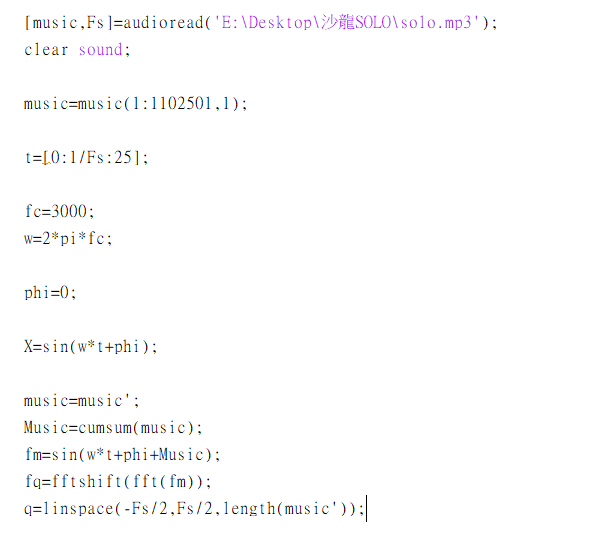 [music,Fs]=audioread('E:\Desktop\沙龍SOLO\solo.mp3');
clear sound;
music=music(1:1102501,1);
t=[0:1/Fs:25];
fc=3000;
w=2*pi*fc;
phi=0;
X=sin(w*t+phi);
music=music';
Music=cumsum(music);
fm=sin(w*t+phi+Music);
fq=fftshift(fft(fm));
q=linspace(-Fs/2,Fs/2,length(music'));